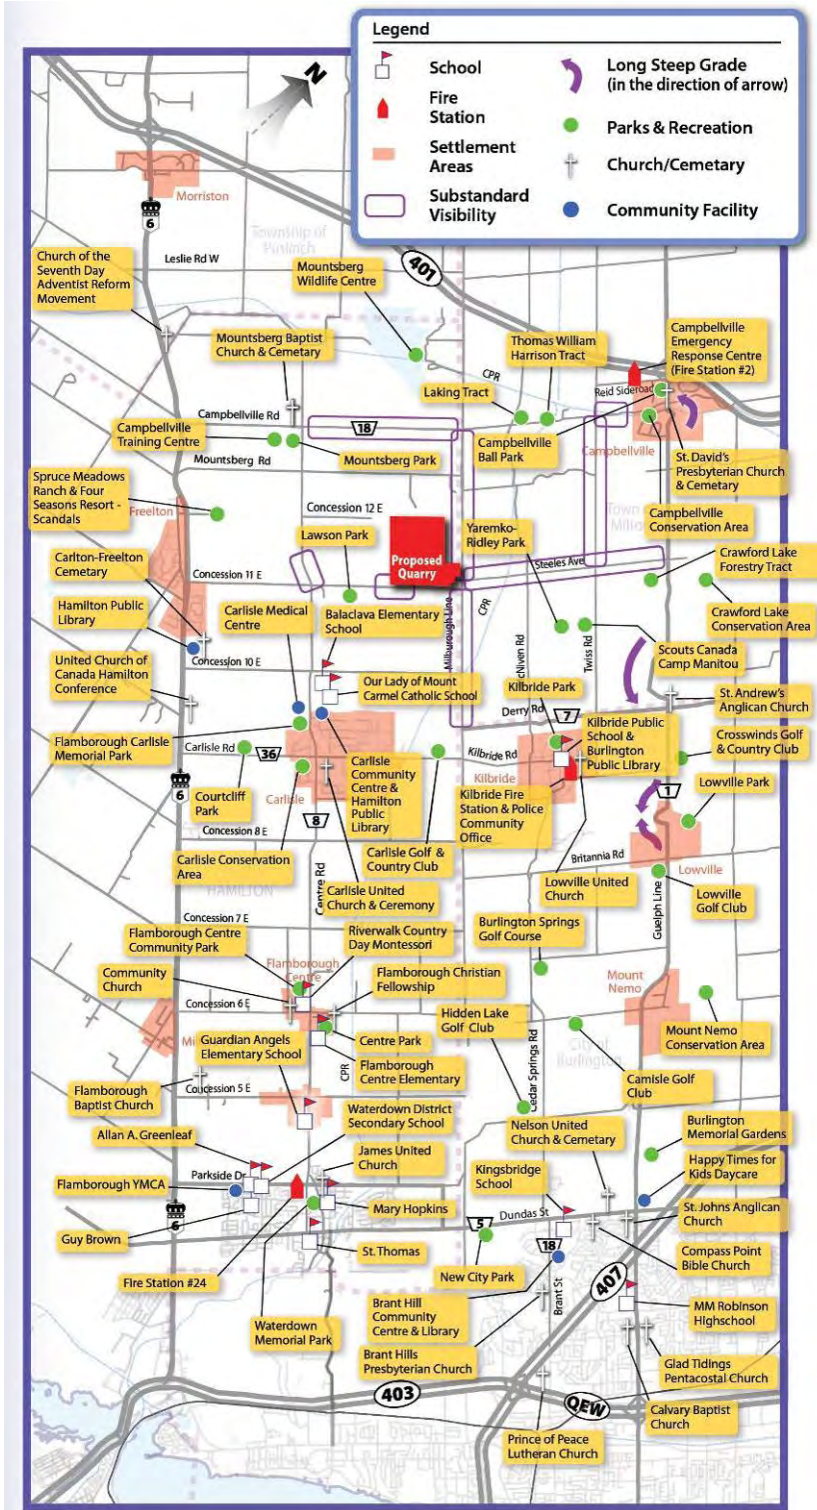 Legend
School
Fire
Station
Settlement
Areas
Substandard
Visibility
Long Steep Grade
(in the direction of arrow)
Parks & Recreation
Church/Cemetary
Community Facility
N
Morriston
6
Township of
Puslinch
Leslie Rd W
401
Church of the
Seventh Day
Adventist Reform
Movement
Mountsberg
Wildlife Centre
Mountsberg Baptist
Church & Cemetary
Thomas William
Harrison Tract
Campbellville
Emergency
Response Centre
(Fire Station #2)
CPR
Laking Tract
Reid Sideroad
Campbellville Rd
18
Campbellville
Training Centre
Mountsberg Park
Campbellville
Ball Park
Campbellville
St. David's
Presbyterian Church
& Cemetary
Mountsberg Rd
Spruce Meadows
Ranch & Four
Seasons Resort -
Scandals
Freelton
Concession 12 E
Town of
Milton
Campbellville
Conservation Area
Lawson Park
Yaremko-
Ridley Park
Proposed
Quarry
Steeles Ave
Crawford Lake
Forestry Tract
Carlton-Freelton
Cemetary
Concession 11 E
Crawford Lake
Conservation Area
Hamilton Public
Library
Carlisle Medical
Centre
Balaclava Elementary
School
Milborough Line
CPR
McNiven Rd
Twiss Rd
Scouts Canada
Camp Manitou
United Church of
Canada Hamilton
Conference
Concession 10 E
Our Lady of Mount
Carmel Catholic School
Kilbride Park
St. Andrew's
Anglican Church
Derry Rd
7
Flamborough Carlisle
Memorial Park
Carlisle Rd
36
Kilbride Rd
Kilbride Public
School &
Burlington
Public Library
Crosswinds Golf
& Country Club
Courtcliff
Park
Carlisle
Carlisle
Community
Centre &
Hamilton
Public
Library
Kilbride
Kilbride Fire
Station & Police
Community
Office
1
Lowville Park
6
8
Concession 8 E
Carlisle Conservation
Area
Carlisle Golf &
Country Club
Britannia Rd
Lowville
HAMILTON
Centre Rd
Carlisle United
Church & Ceremony
Lowville United
Church
Lowville
Golf Club
Guelph Line
Concession 7 E
Flamborough Centre
Community Park
Riverwalk Country
Day Montessori
Burlington Springs
Golf Course
Community
Church
Flamborough
Centre
Flamborough Christian
Fellowship
Mount
Nemo
Concession 6 E
Guardian Angels
Elementary School
Centre Park
Hidden Lake
Golf Club
City of
Burlington
Mount Nemo
Conservation Area
Flamborough
Centre Elementary
CPR
Cedar Springs Rd
Camisle Golf
Club
Flamborough
Baptist Church
Concession 5 E
Waterdown District
Secondary School
Nelson United
Church & Cemetary
Burlington
Memorial Gardens
Allan A. Greenleaf
James United
Church
Kingsbridge
School
Happy Times for
Kids Daycare
Parkside Dr
Flamborough YMCA
Mary Hopkins
Dundas St
5
St. Johns Anglican
Church
6
Guy Brown
St. Thomas
18
Compass Point
Bible Church
Fire Station #24
New City Park
407
Brant St
Waterdown
Memorial Park
Brant Hill
Community
Centre & Library
MM Robinson
Highschool
Brant Hills
Presbyterian Church
Glad Tidings
Pentacostal Church
403
QEW
Calvary Baptist
Church
Prince of Peace
Lutheran Church